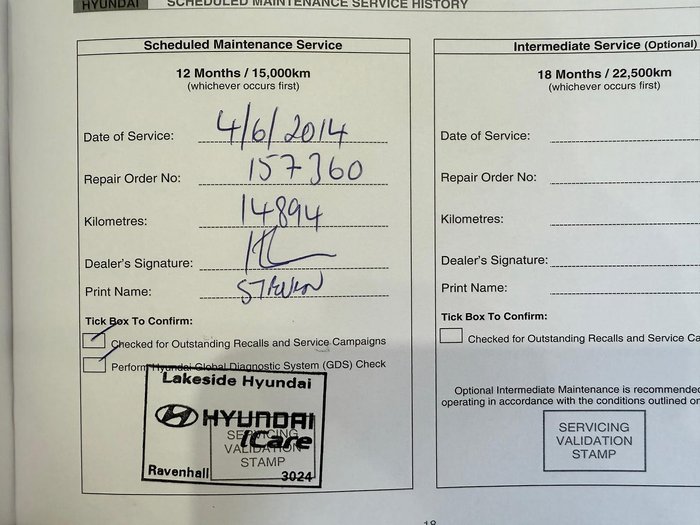 HYUNDAI SCHEDULED MAINTENANCE SERVICE HISTORY
Scheduled Maintenance Service
12 Months / 15,000km
(whichever occurs first)
Date of Service: 4/6/2014
Repair Order No: 157360
Kilometres: 14894
Dealer's Signature:
Print Name: STEVEN
Tick Box To Confirm:
Checked for Outstanding Recalls and Service Campaigns
Perform Hyundai Global Diagnostic System (GDS) Check
Lakeside Hyundai
HYUNDAI
iCare
SERVICING
VALIDATION
STAMP
Ravenhall 3024
Intermediate Service (Optional)
18 Months / 22,500km
(whichever occurs first)
Date of Service:
Repair Order No:
Kilometres:
Dealer's Signature:
Print Name:
Tick Box To Confirm:
Checked for Outstanding Recalls and Service Ca
Optional Intermediate Maintenance is recommended
operating in accordance with the conditions outlined on
SERVICING
VALIDATION
STAMP
18